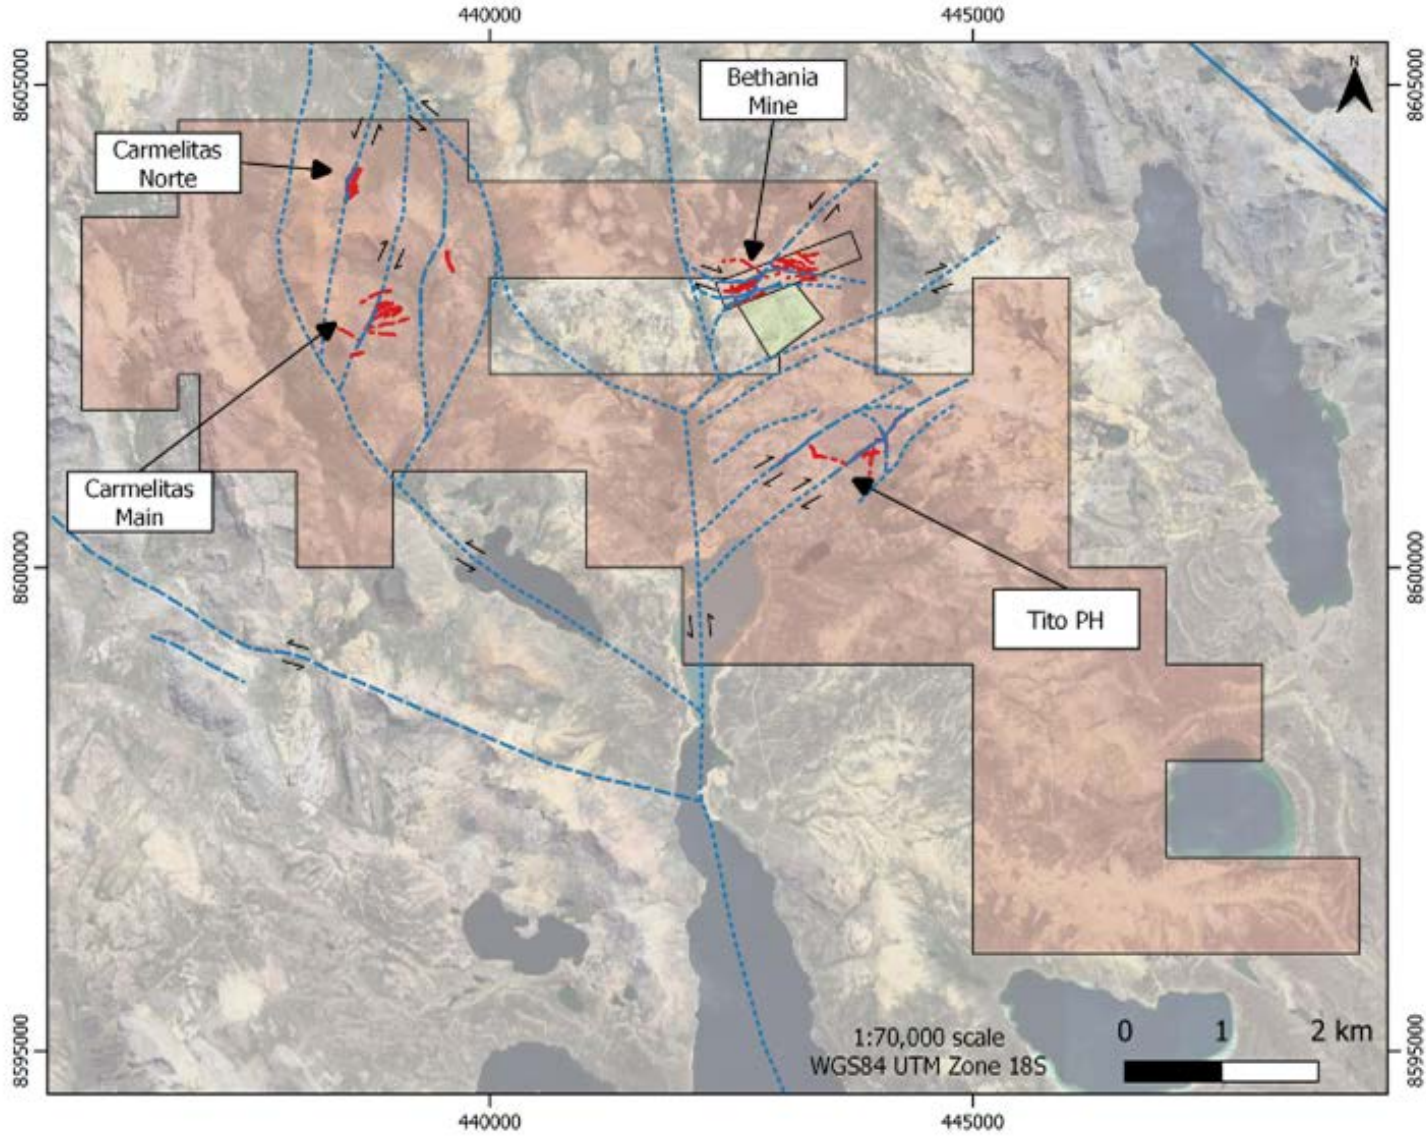 440000
445000
8605000
8605000
N
Bethania
Mine
Carmelitas
Norte
Carmelitas
Main
8600000
8600000
Tito PH
1:70,000 scale
WGS84 UTM Zone 18S
0 1 2 km
8595000
8595000
440000
445000